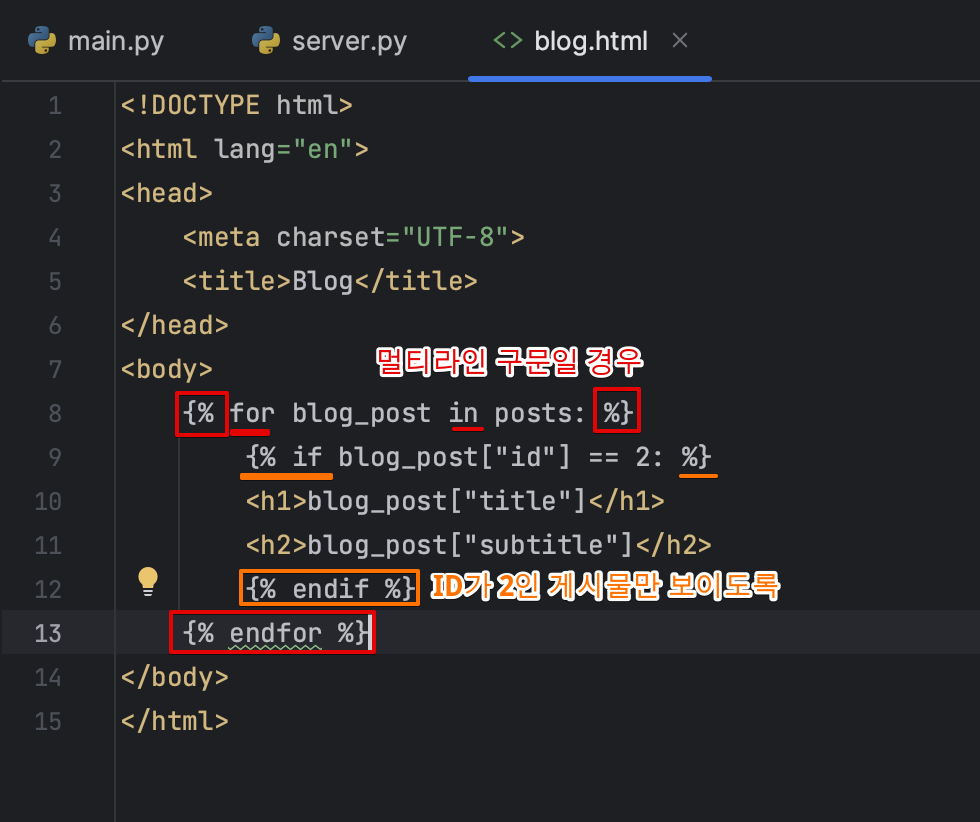 main.py server.py blog.html
1 <!DOCTYPE html>
2 <html lang="en">
3 <head>
4 <meta charset="UTF-8">
5 <title>Blog</title>
6 </head>
7 <body>
멀티라인 구문일 경우
8 {% for blog_post in posts: %}
9 {% if blog_post["id"] == 2: %}
10 <h1>blog_post["title"]</h1>
11 <h2>blog_post["subtitle"]</h2>
12 {% endif %} ID가 2인 게시물만 보이도록
13 {% endfor %}
14 </body>
15 </html>